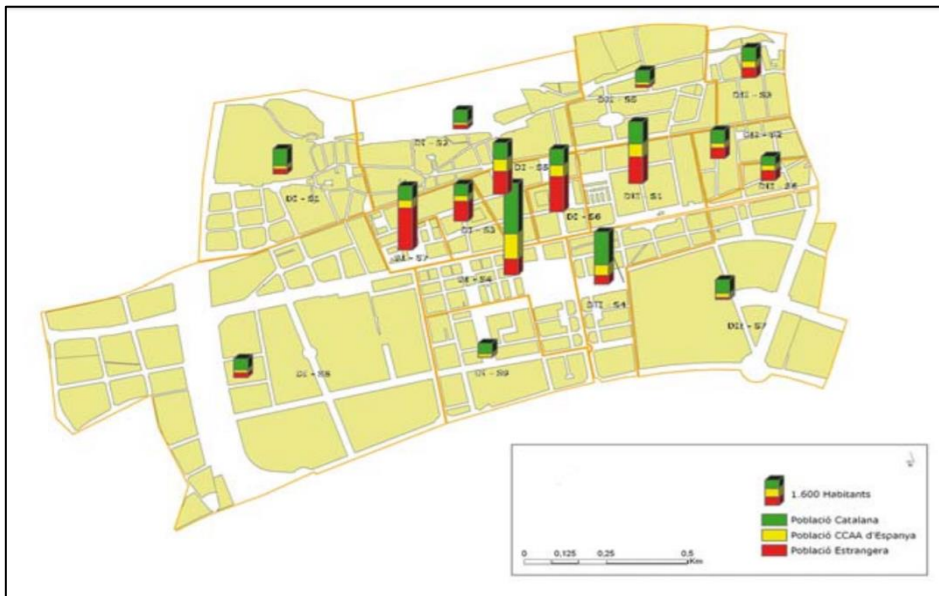 DII - S3
DII - S5
DII - S2
DI - S2
DI - S5
DII - S6
DI - S1
DII - S1
DI - S3
DI - S6
DI - S7
DI - S4
DII - S4
DII - S7
DI - S8
DI - S9
1.600 Habitants
Població Catalana
Població CCAA d'Espanya
Població Estrangera
0 0,125 0,25 0,5
Km